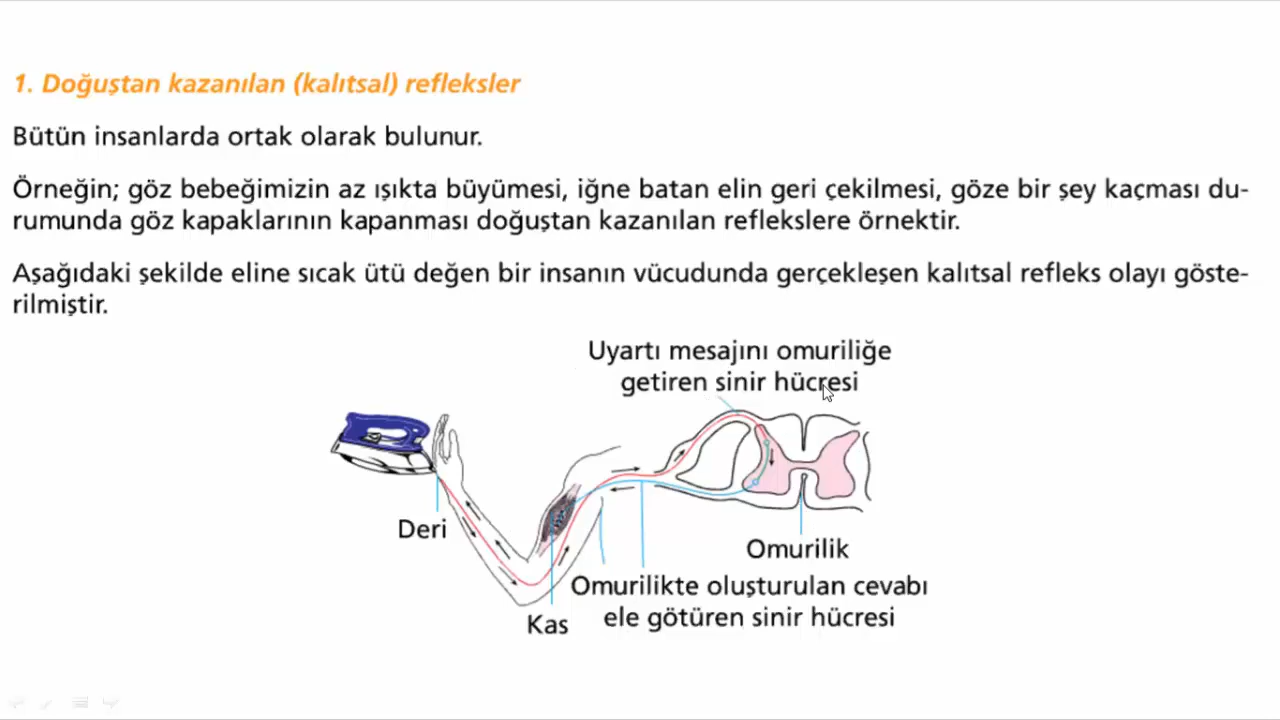 1. Doğuştan kazanılan (kalıtsal) refleksler
Bütün insanlarda ortak olarak bulunur.
Örneğin; göz bebeğimizin az ışıkta büyümesi, iğne batan elin geri çekilmesi, göze bir şey kaçması du-
rumunda göz kapaklarının kapanması doğuştan kazanılan reflekslere örnektir.
Aşağıdaki şekilde eline sıcak ütü değen bir insanın vücudunda gerçekleşen kalıtsal refleks olayı göste-
rilmiştir.
Uyartı mesajını omuriliğe
getiren sinir hücresi
Deri
Omurilik
Omurilikte oluşturulan cevabı
ele götüren sinir hücresi
Kas